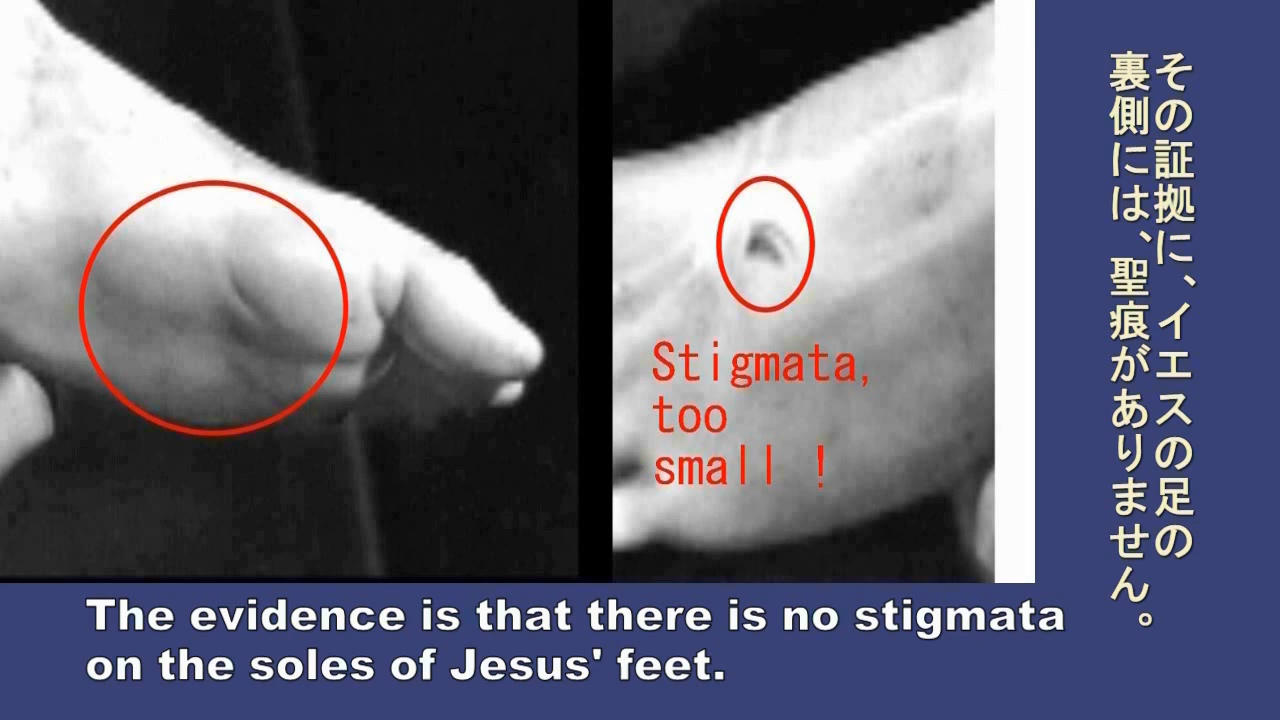 その証拠に、イエスの足の
裏側には、聖痕がありません。
Stigmata,
too
small !
The evidence is that there is no stigmata
on the soles of Jesus' feet.